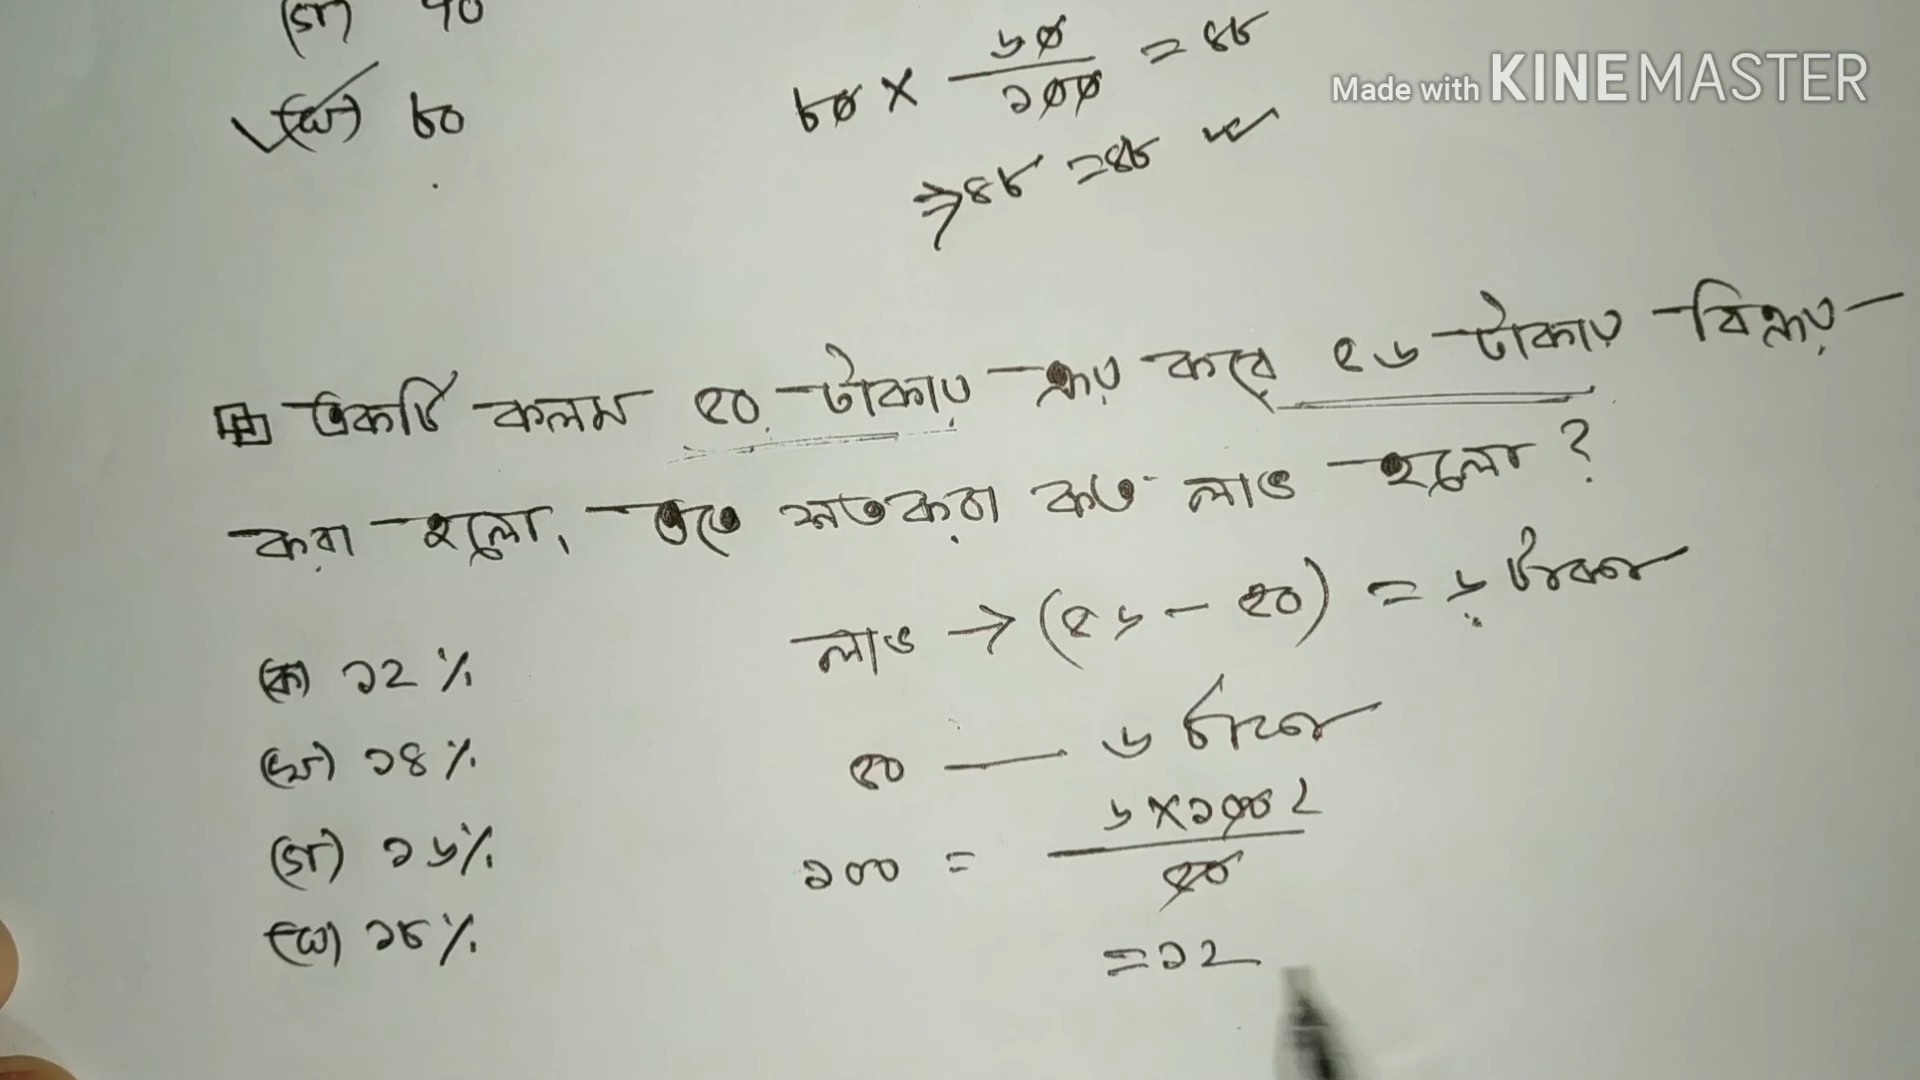 (গ) ৭০
(ঘ) ৮০
৮০ × ৬০/১০০ = ৪৮
⇒ ৪৮ = ৪৮
Made with KINEMASTER
একটি কলম ৫০ টাকায় ক্রয় করে ৫৬ টাকায় বিক্রয়
করা হলো, এতে শতকরা কত লাভ হলো?
লাভ → (৫৬ - ৫০) = ৬ টাকা
(ক) ১২%
(খ) ১৪%
(গ) ১৬%
(ঘ) ১৮%
৫০ — ৬ টাকা
১০০ = ৬×১০০ ২/৫০
= ১২